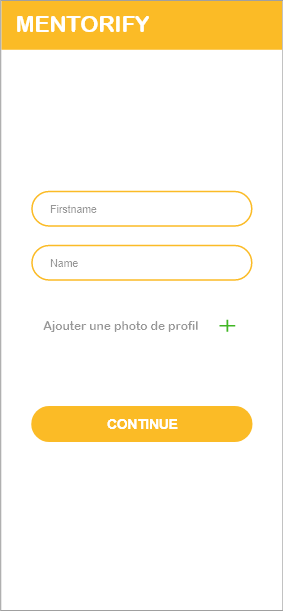 MENTORIFY
Firstname
Name
Ajouter une photo de profil
CONTINUE